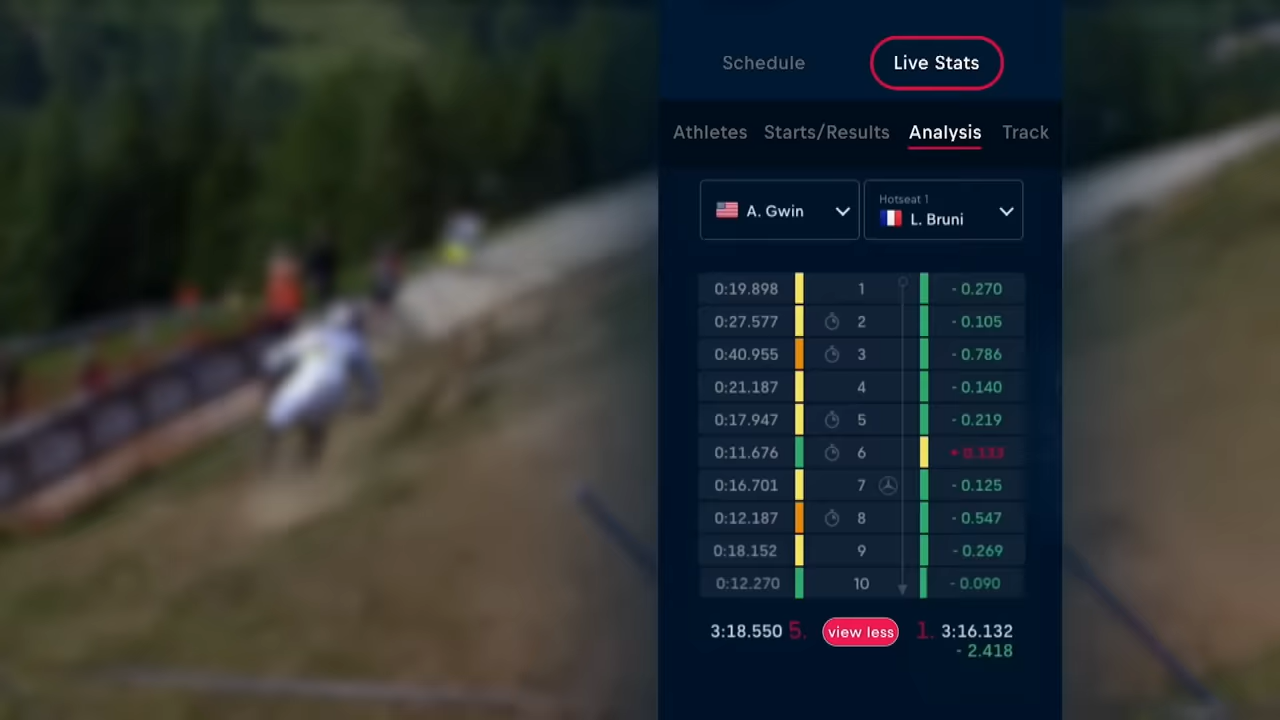 Schedule Live Stats
Athletes Starts/Results Analysis Track
A. Gwin
Hotseat 1
L. Bruni
0:19.898 1 - 0.270
0:27.577 2 - 0.105
0:40.955 3 - 0.786
0:21.187 4 - 0.140
0:17.947 5 - 0.219
0:11.676 6 + 0.133
0:16.701 7 - 0.125
0:12.187 8 - 0.547
0:18.152 9 - 0.269
0:12.270 10 - 0.090
3:18.550 5. view less 1. 3:16.132
- 2.418